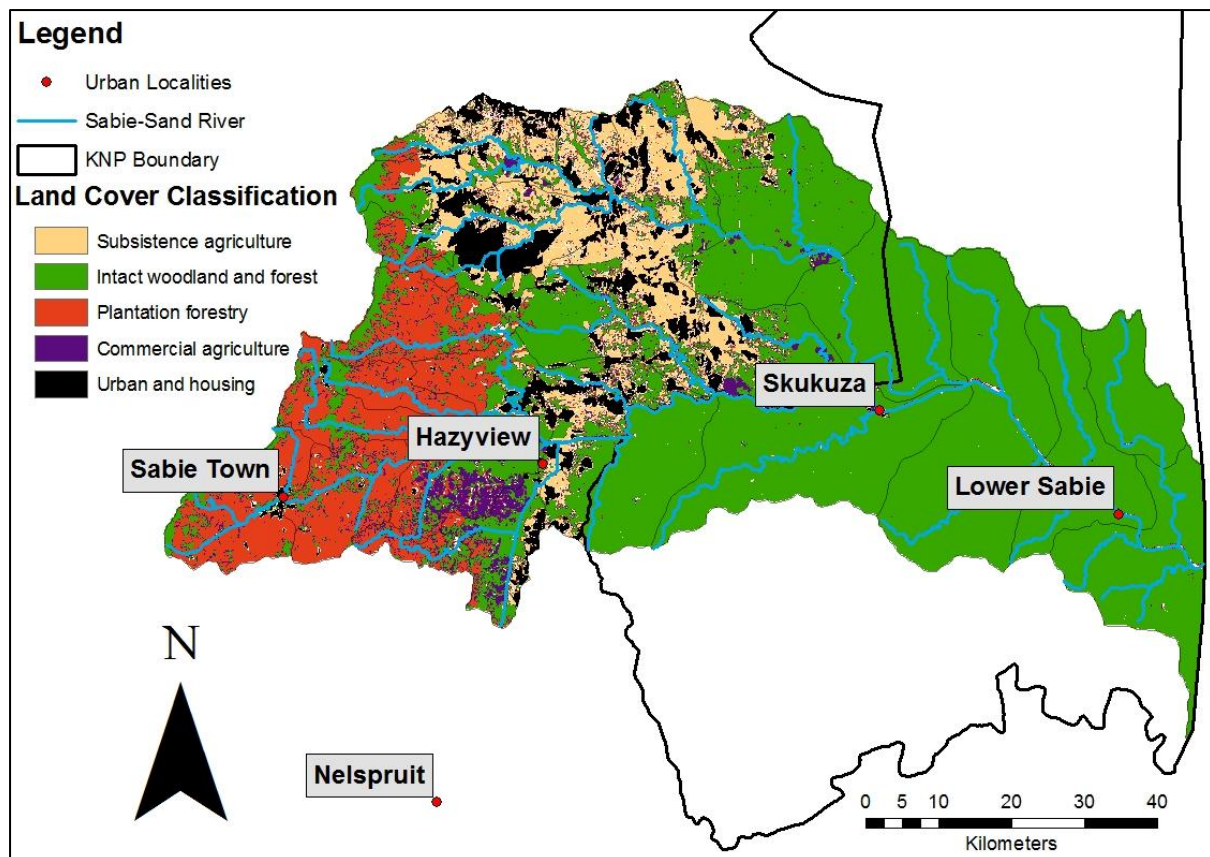 Legend
Urban Localities
Sabie-Sand River
KNP Boundary
Land Cover Classification
Subsistence agriculture
Intact woodland and forest
Plantation forestry
Commercial agriculture
Urban and housing
Skukuza
Hazyview
Sabie Town
Lower Sabie
N
Nelspruit
0 5 10 20 30 40
Kilometers